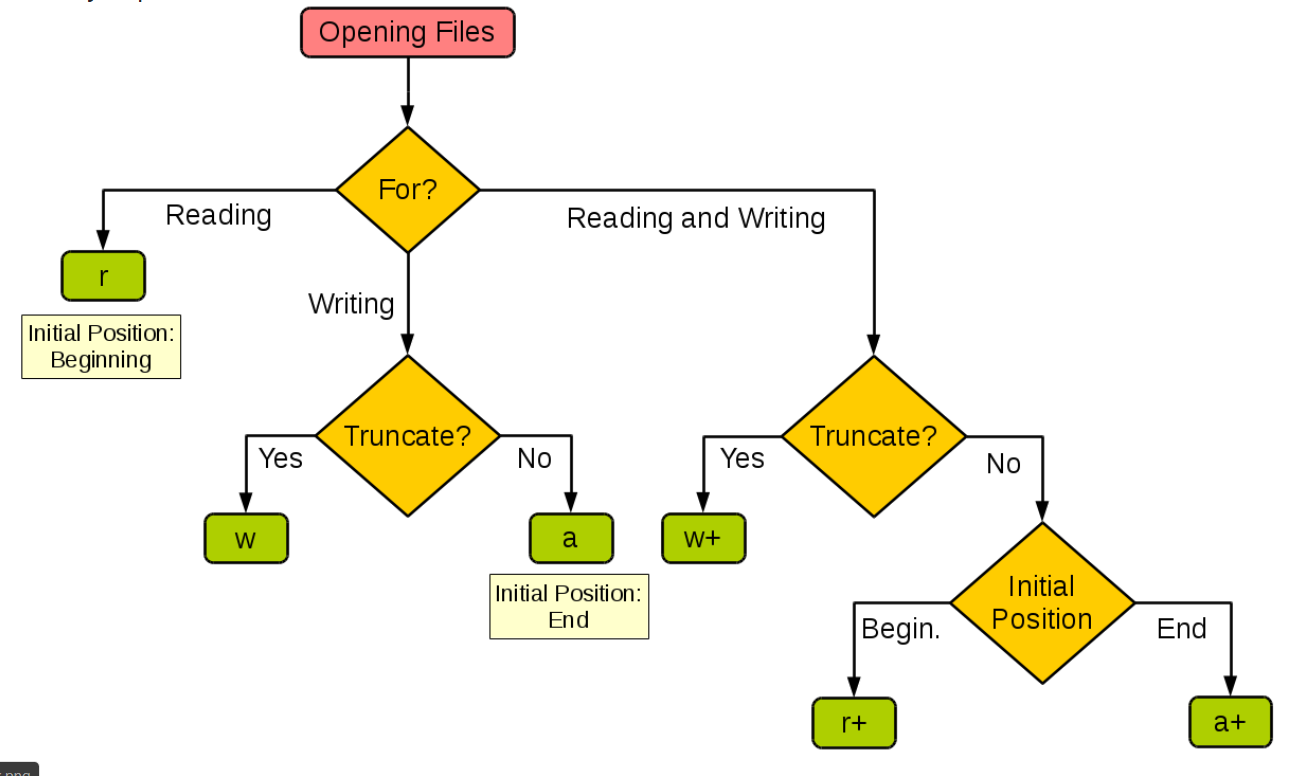 Opening Files
For?
Reading
Reading and Writing
r
Writing
Initial Position:
Beginning
Truncate?
Yes
No
w
a
Initial Position:
End
Truncate?
Yes
No
w+
Initial
Position
Begin.
End
r+
a+